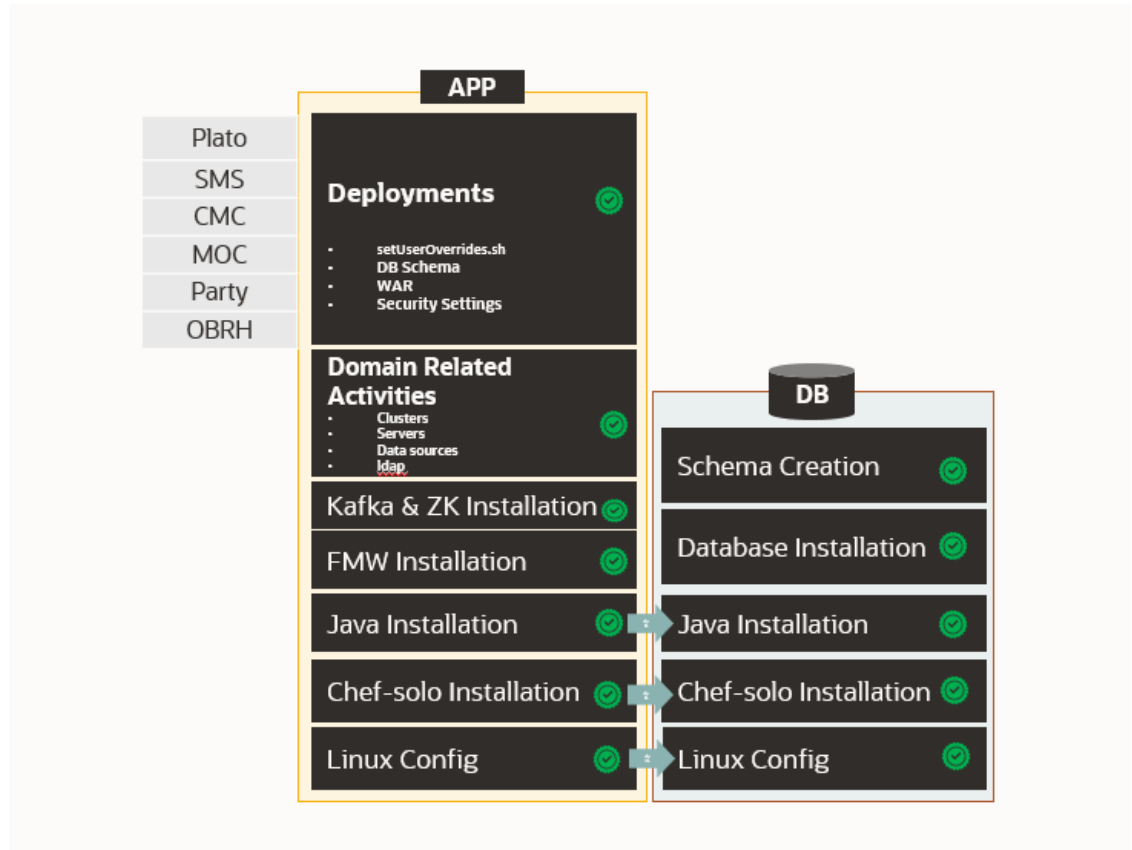 APP
Plato
SMS
CMC
MOC
Party
OBRH
Deployments
• setUserOverrides.sh
• DB Schema
• WAR
• Security Settings
Domain Related
Activities
• Clusters
• Servers
• Data sources
• ldap
Kafka & ZK Installation
FMW Installation
Java Installation
Chef-solo Installation
Linux Config
DB
Schema Creation
Database Installation
Java Installation
Chef-solo Installation
Linux Config